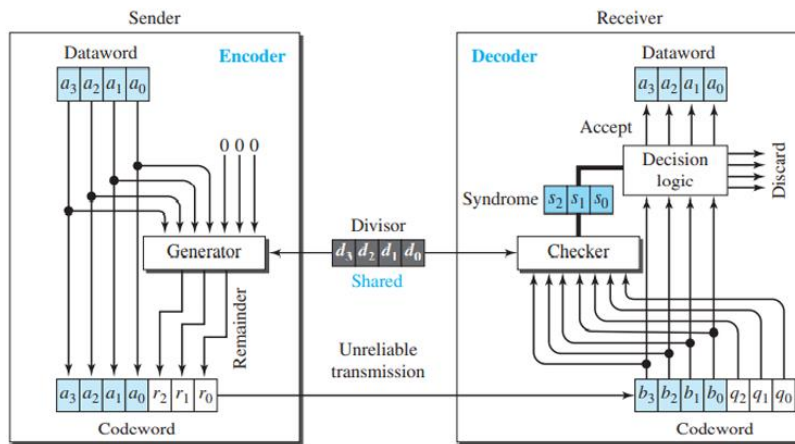 Sender
Receiver
Encoder
Decoder
Dataword
a3 a2 a1 a0
0 0 0
Generator
Remainder
a3 a2 a1 a0 r2 r1 r0
Codeword
Divisor
d3 d2 d1 d0
Shared
Unreliable
transmission
Dataword
a3 a2 a1 a0
Accept
Decision
logic
Discard
Syndrome
s2 s1 s0
Checker
b3 b2 b1 b0 q2 q1 q0
Codeword